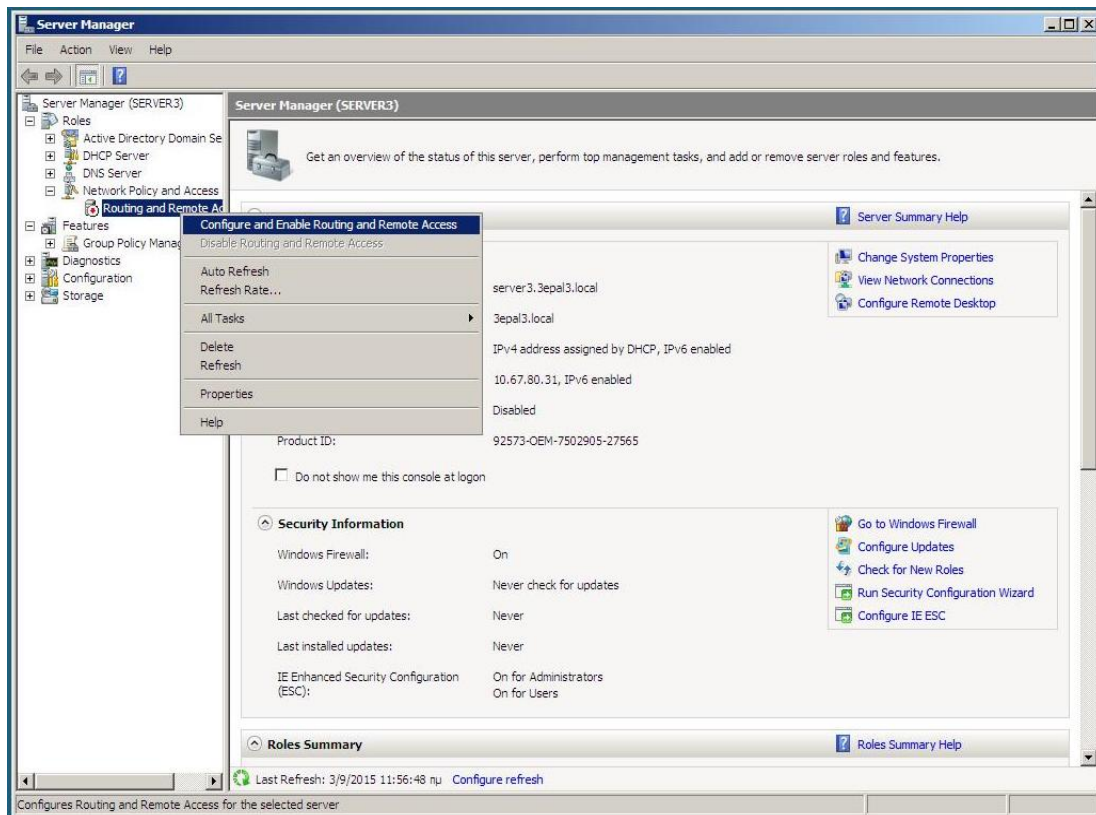 Server Manager
File Action View Help
Server Manager (SERVER3)
Roles
Active Directory Domain Se
DHCP Server
DNS Server
Network Policy and Access
Routing and Remote Ac
Features
Group Policy Manag
Diagnostics
Configuration
Storage
Configure and Enable Routing and Remote Access
Disable Routing and Remote Access
Auto Refresh
Refresh Rate...
All Tasks
Delete
Refresh
Properties
Help
Server Manager (SERVER3)
Get an overview of the status of this server, perform top management tasks, and add or remove server roles and features.
Server Summary Help
server3.3epal3.local
3epal3.local
IPv4 address assigned by DHCP, IPv6 enabled
10.67.80.31, IPv6 enabled
Disabled
Product ID: 92573-OEM-7502905-27565
Do not show me this console at logon
Change System Properties
View Network Connections
Configure Remote Desktop
Security Information
Windows Firewall: On
Windows Updates: Never check for updates
Last checked for updates: Never
Last installed updates: Never
IE Enhanced Security Configuration On for Administrators
(ESC): On for Users
Go to Windows Firewall
Configure Updates
Check for New Roles
Run Security Configuration Wizard
Configure IE ESC
Roles Summary
Roles Summary Help
Last Refresh: 3/9/2015 11:56:48 πμ Configure refresh
Configures Routing and Remote Access for the selected server